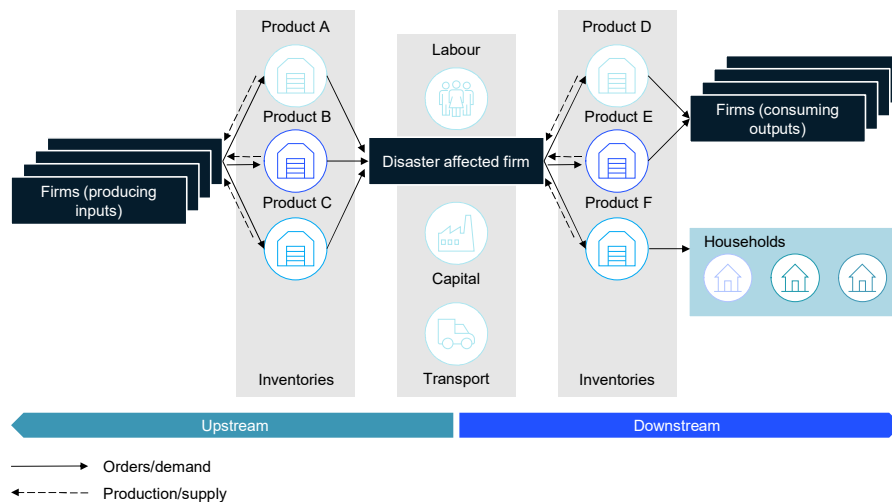 Product A
Labour
Product D
Product B
Product E
Firms (consuming
outputs)
Disaster affected firm
Firms (producing
inputs)
Product C
Product F
Households
Capital
Inventories
Transport
Inventories
Upstream
Downstream
Orders/demand
Production/supply